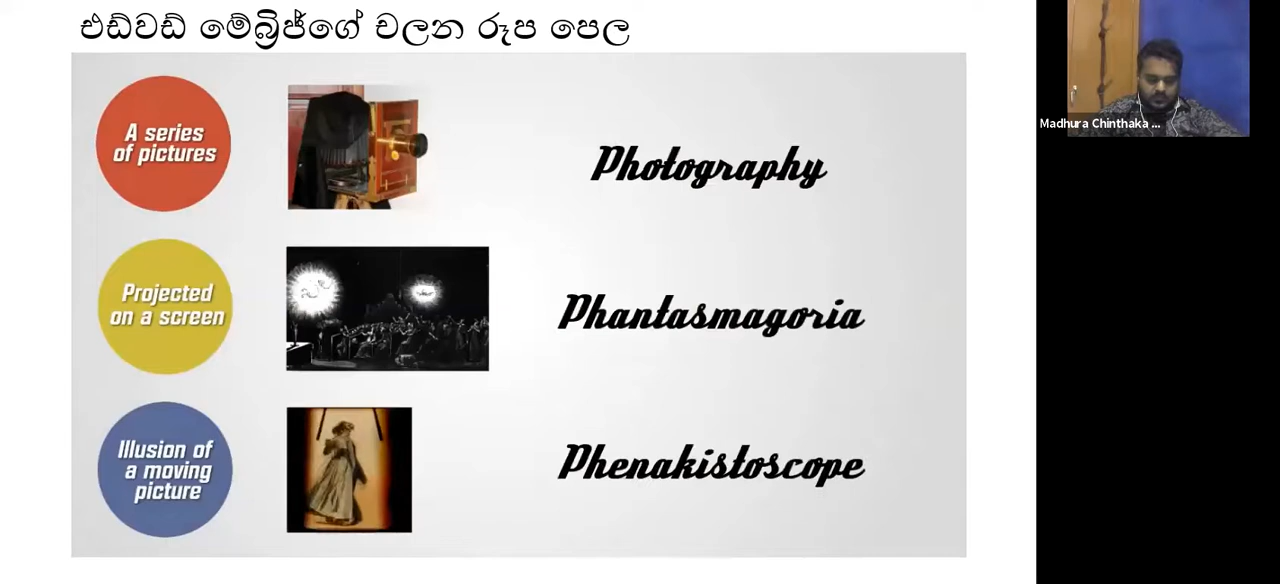 එඩ්වඩ් මේබ්‍රිජ්ගේ චලන රූප පෙල
Madhura Chinthaka ...
A series
of pictures
Photography
Projected
on a screen
Phantasmagoria
Illusion of
a moving
picture
Phenakistoscope